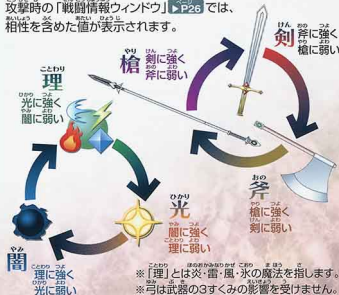 攻撃時の「戦闘情報ウィンドウ」▶P26では、
相性を含めた値が表示されます。
剣
斧に強く
槍に弱い
槍
剣に強く
斧に弱い
理
光に強く
闇に弱い
斧
槍に強く
剣に弱い
光
闇に強く
理に弱い
闇
理に強く
光に弱い
※「理」とは炎・雷・風・氷の魔法を指します。
※弓は武器の3すくみの影響を受けません。